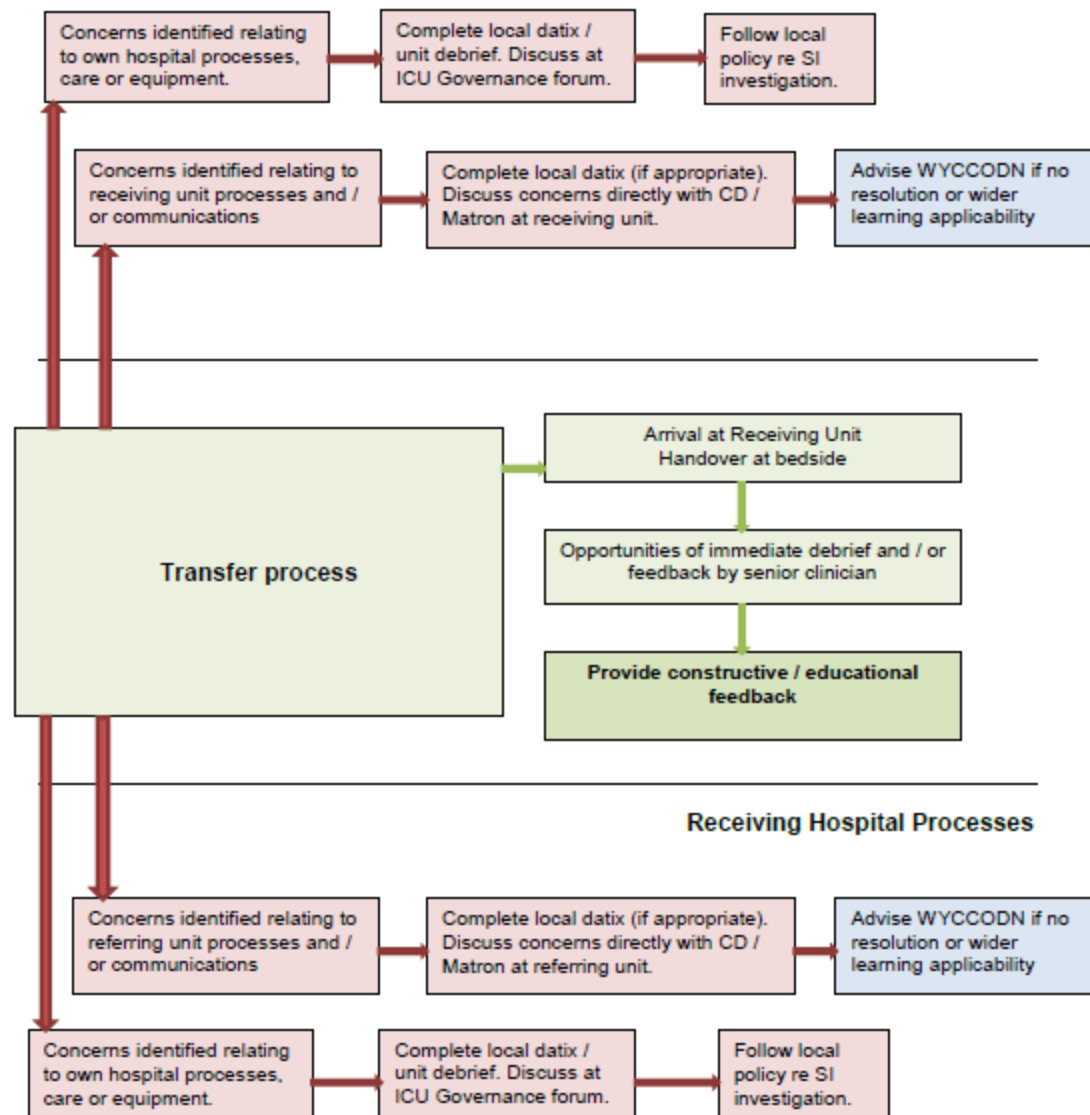 Concerns identified relating
to own hospital processes,
care or equipment.
Complete local datix /
unit debrief. Discuss at
ICU Governance forum.
Follow local
policy re SI
investigation.
Concerns identified relating to
receiving unit processes and /
or communications
Complete local datix (if appropriate).
Discuss concerns directly with CD /
Matron at receiving unit.
Advise WYCCODN if no
resolution or wider
learning applicability
Transfer process
Arrival at Receiving Unit
Handover at bedside
Opportunities of immediate debrief and / or
feedback by senior clinician
Provide constructive / educational
feedback
Receiving Hospital Processes
Concerns identified relating to
referring unit processes and /
or communications
Complete local datix (if appropriate).
Discuss concerns directly with CD /
Matron at referring unit.
Advise WYCCODN if no
resolution or wider
learning applicability
Concerns identified relating
to own hospital processes,
care or equipment.
Complete local datix /
unit debrief. Discuss at
ICU Governance forum.
Follow local
policy re SI
investigation.